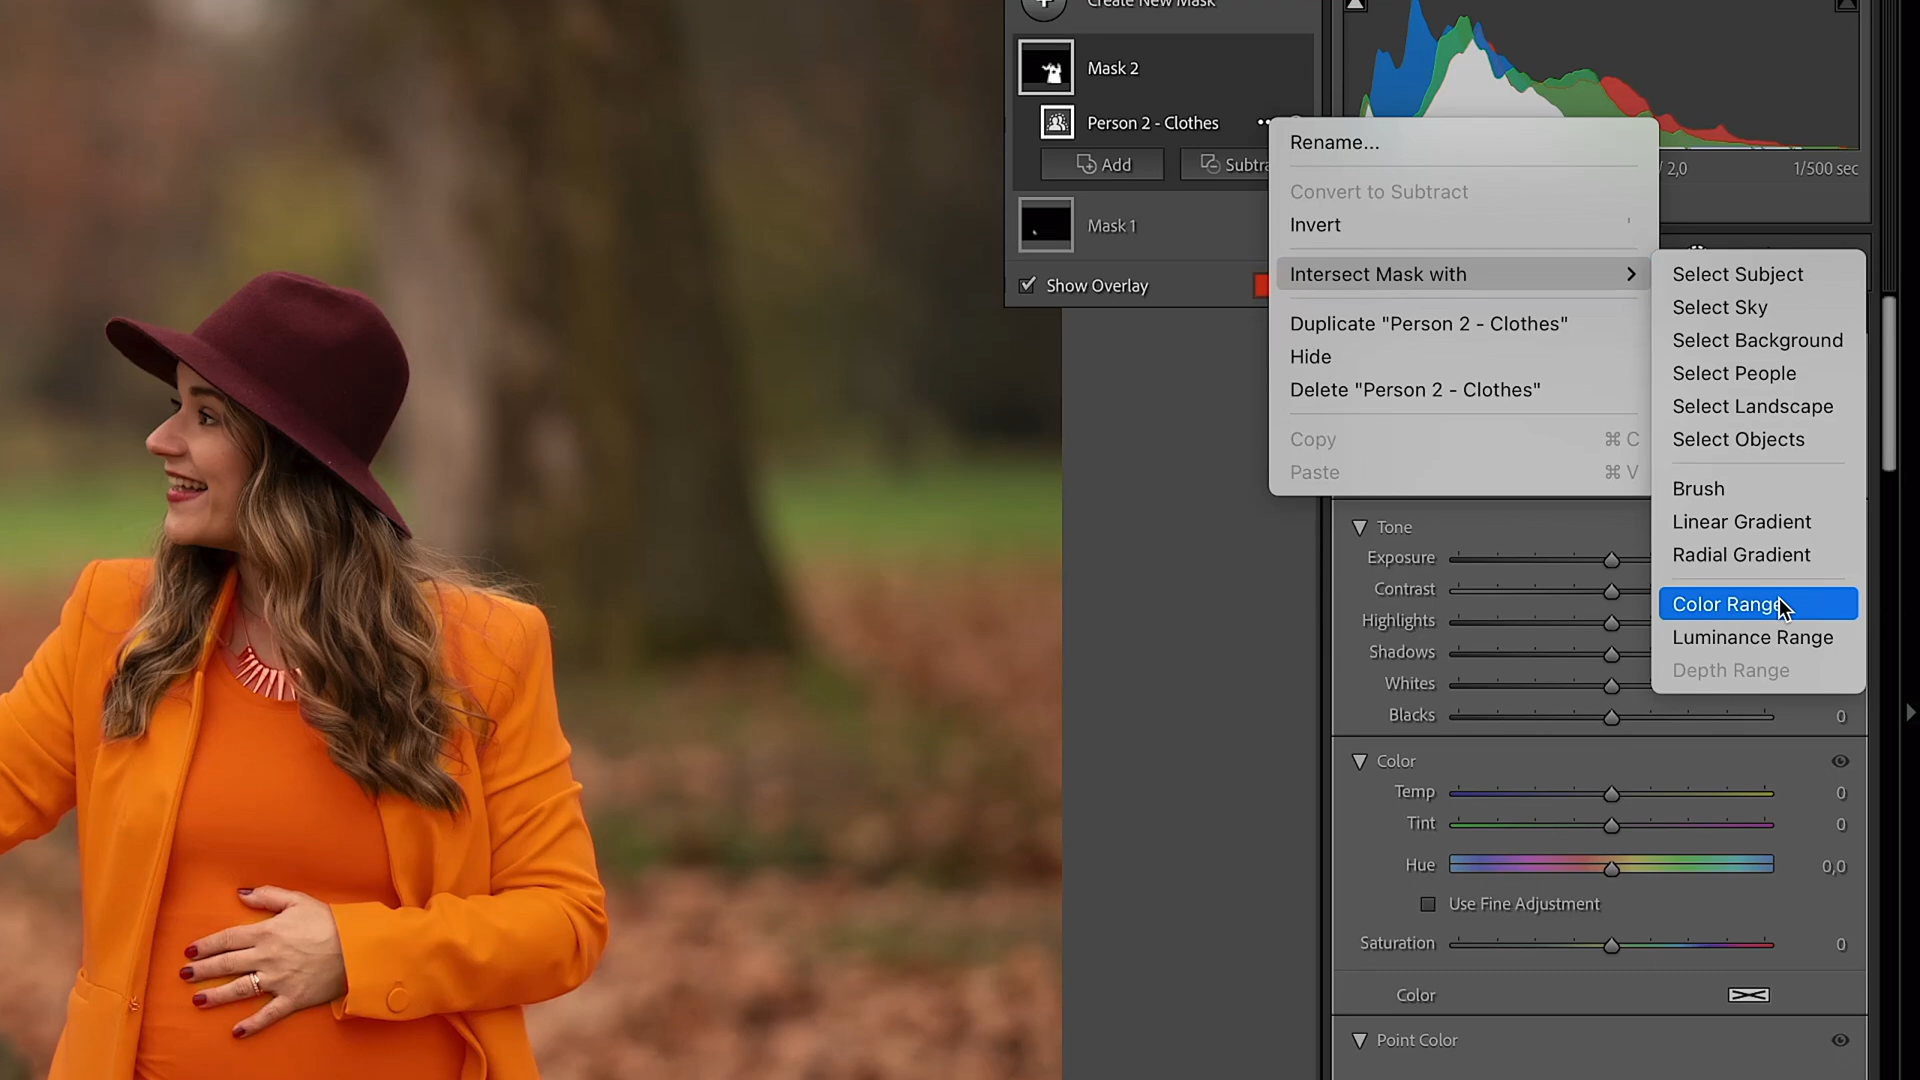 Create New Mask
Mask 2
Person 2 - Clothes
Add
Subtra
Mask 1
Show Overlay
/ 2,0
1/500 sec
Rename...
Convert to Subtract
Invert '
Intersect Mask with
Duplicate "Person 2 - Clothes"
Hide
Delete "Person 2 - Clothes"
Copy ⌘ C
Paste ⌘ V
Select Subject
Select Sky
Select Background
Select People
Select Landscape
Select Objects
Brush
Linear Gradient
Radial Gradient
Color Range
Luminance Range
Depth Range
Tone
Exposure
Contrast
Highlights
Shadows
Whites
Blacks 0
Color
Temp 0
Tint 0
Hue 0,0
Use Fine Adjustment
Saturation 0
Color
Point Color